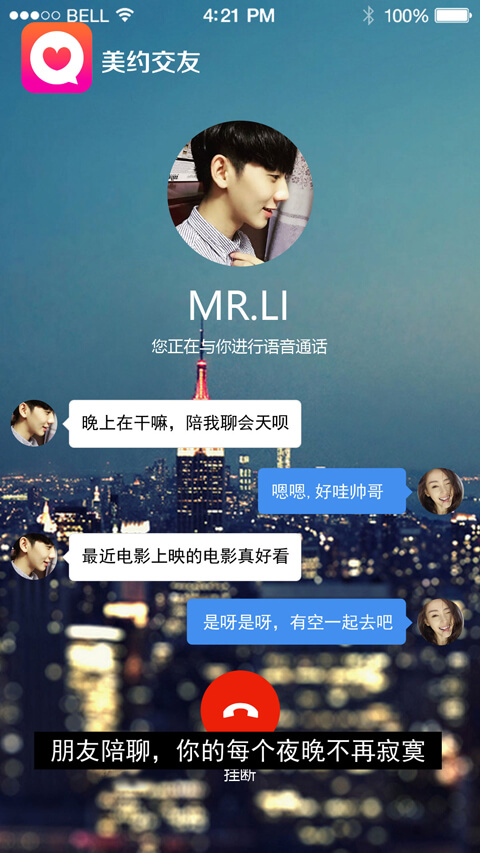 BELL 4:21 PM 100%
美约交友
MR.LI
您正在与你进行语音通话
晚上在干嘛，陪我聊会天呗
嗯嗯,好哇帅哥
最近电影上映的电影真好看
是呀是呀，有空一起去吧
朋友陪聊，你的每个夜晚不再寂寞
挂断